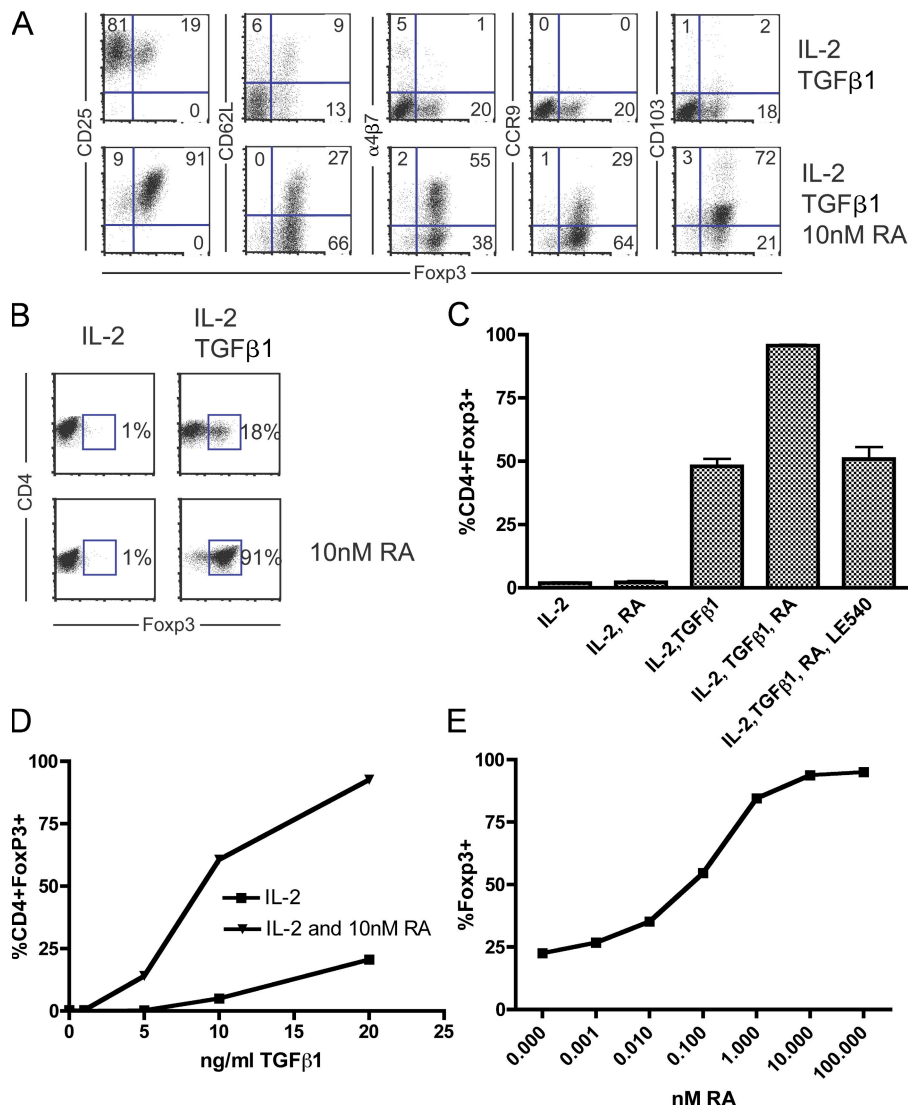 A
81 19
0
CD25
6 9
13
CD62L
5 1
20
α4β7
0 0
20
CCR9
1 2
18
CD103
IL-2
TGFβ1
9 91
0
0 27
66
2 55
38
1 29
64
3 72
21
IL-2
TGFβ1
10nM RA
Foxp3
B
IL-2
IL-2
TGFβ1
CD4
1%
18%
1%
91%
10nM RA
Foxp3
C
%CD4+Foxp3+
100
75
50
25
0
IL-2
IL-2, RA
IL-2,TGFβ1
IL-2, TGFβ1, RA
IL-2,TGFβ1, RA, LE540
D
%CD4+FoxP3+
100
75
50
25
0
IL-2
IL-2 and 10nM RA
0 5 10 15 20 25
ng/ml TGFβ1
E
%Foxp3+
100
75
50
25
0
0.000 0.001 0.010 0.100 1.000 10.000 100.000
nM RA